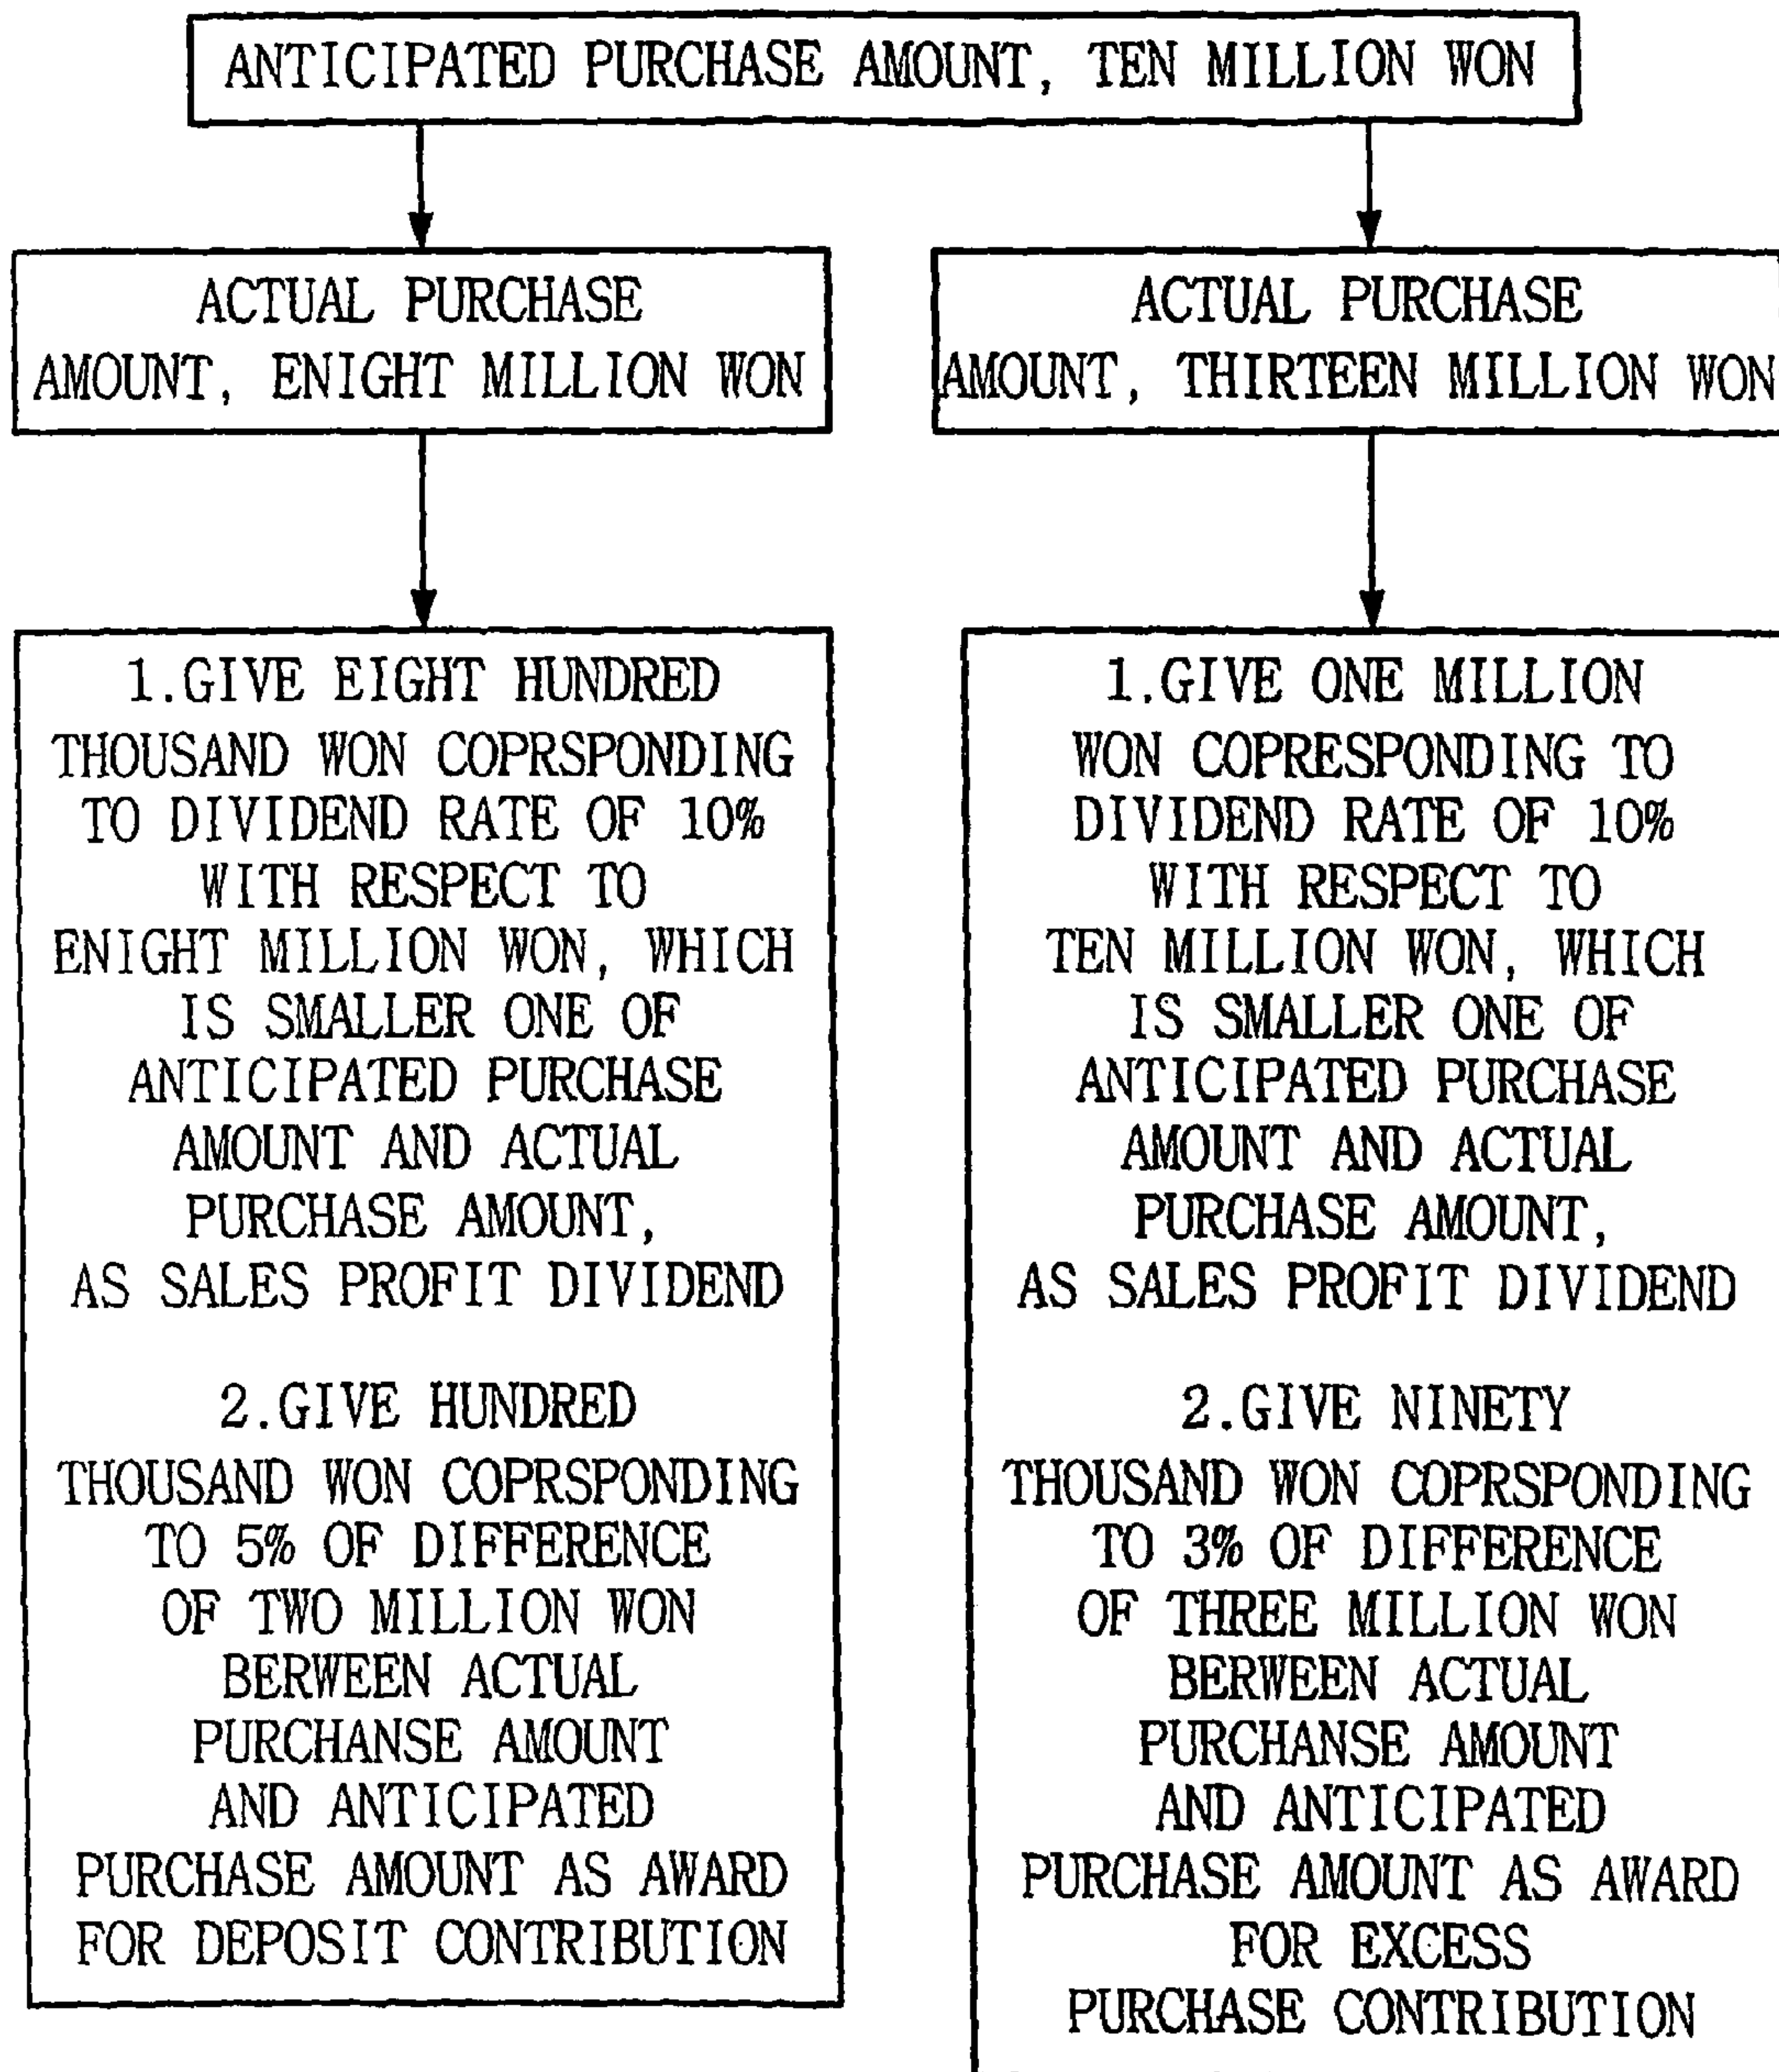 ANTICIPATED PURCHASE AMOUNT, TEN MILLION WON
ACTUAL PURCHASE
AMOUNT, ENIGHT MILLION WON
ACTUAL PURCHASE
AMOUNT, THIRTEEN MILLION WON
1.GIVE EIGHT HUNDRED
THOUSAND WON COPRSPONDING
TO DIVIDEND RATE OF 10%
WITH RESPECT TO
ENIGHT MILLION WON, WHICH
IS SMALLER ONE OF
ANTICIPATED PURCHASE
AMOUNT AND ACTUAL
PURCHASE AMOUNT,
AS SALES PROFIT DIVIDEND
2.GIVE HUNDRED
THOUSAND WON COPRSPONDING
TO 5% OF DIFFERENCE
OF TWO MILLION WON
BERWEEN ACTUAL
PURCHANSE AMOUNT
AND ANTICIPATED
PURCHASE AMOUNT AS AWARD
FOR DEPOSIT CONTRIBUTION
1.GIVE ONE MILLION
WON COPRESPONDING TO
DIVIDEND RATE OF 10%
WITH RESPECT TO
TEN MILLION WON, WHICH
IS SMALLER ONE OF
ANTICIPATED PURCHASE
AMOUNT AND ACTUAL
PURCHASE AMOUNT,
AS SALES PROFIT DIVIDEND
2.GIVE NINETY
THOUSAND WON COPRSPONDING
TO 3% OF DIFFERENCE
OF THREE MILLION WON
BERWEEN ACTUAL
PURCHANSE AMOUNT
AND ANTICIPATED
PURCHASE AMOUNT AS AWARD
FOR EXCESS
PURCHASE CONTRIBUTION